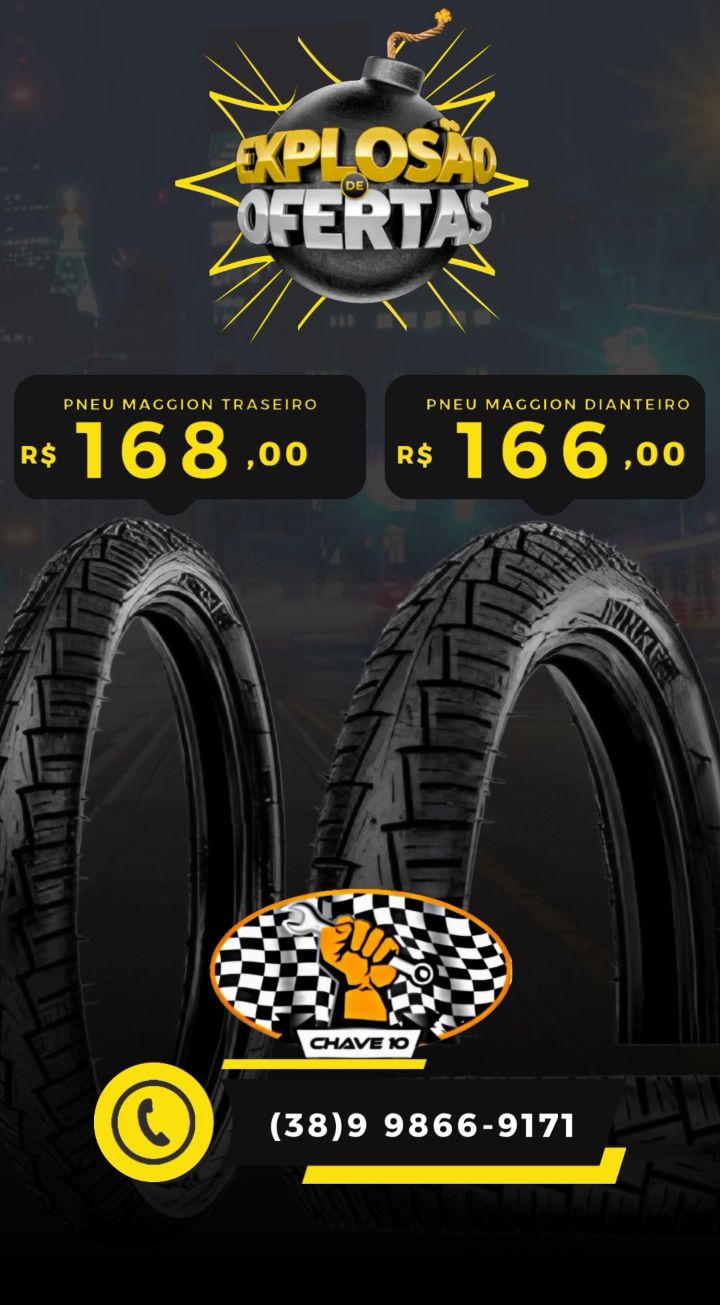 EXPLOSÃO
DE
OFERTAS
PNEU MAGGION TRASEIRO
R$ 168,00
PNEU MAGGION DIANTEIRO
R$ 166,00
CHAVE 10
(38)9 9866-9171